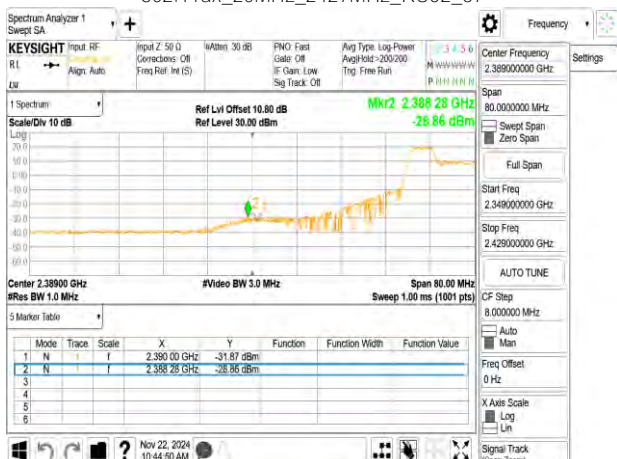 Spectrum Analyzer 1
Swept SA
Frequency
KEYSIGHT
Input: RF
Input Z: 50 Ω
#Atten: 30 dB
PNO: Fast
Avg Type: Log-Power
RL
Corrections: Off
Gate: Off
Avg|Hold:>200/200
Align: Auto
Freq Ref: Int (S)
IF Gain: Low
Trig: Free Run
M W W W W W
Sig Track: Off
P N N N N N
1 Spectrum
Ref Lvl Offset 10.80 dB
Mkr2 2.388 28 GHz
Scale/Div 10 dB
Ref Level 30.00 dBm
-28.86 dBm
Log
Center 2.38900 GHz
#Video BW 3.0 MHz
Span 80.00 MHz
#Res BW 1.0 MHz
Sweep 1.00 ms (1001 pts)
5 Marker Table
Mode Trace Scale X Y Function Function Width Function Value
1 N 1 f 2.390 00 GHz -31.87 dBm
2 N 1 f 2.388 28 GHz -28.86 dBm
3
4
5
6
Nov 22, 2024
10:44:50 AM
Center Frequency
2.389000000 GHz
Settings
Span
80.0000000 MHz
Swept Span
Zero Span
Full Span
Start Freq
2.349000000 GHz
Stop Freq
2.429000000 GHz
AUTO TUNE
CF Step
8.000000 MHz
Auto
Man
Freq Offset
0 Hz
X Axis Scale
Log
Lin
Signal Track